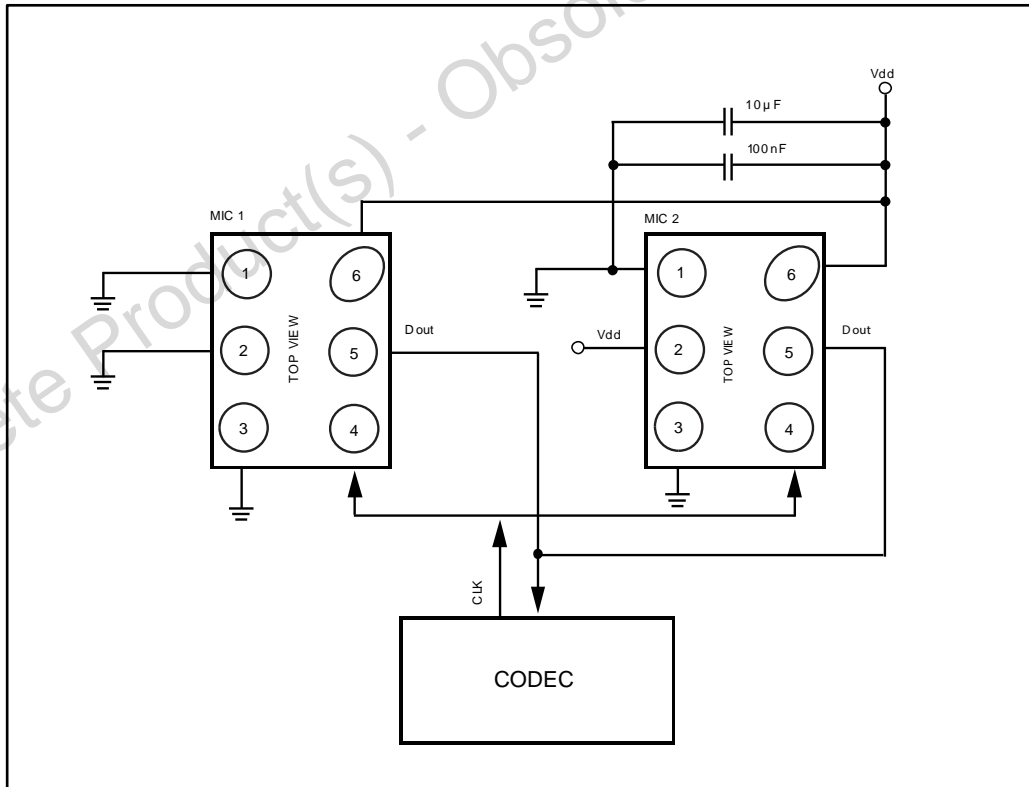 Obsolete Product(s) - Obsol
Vdd
10µF
100nF
MIC 1
MIC 2
1
6
2
5
3
4
TOP VIEW
Dout
1
6
Vdd
2
5
3
4
TOP VIEW
Dout
CLK
CODEC